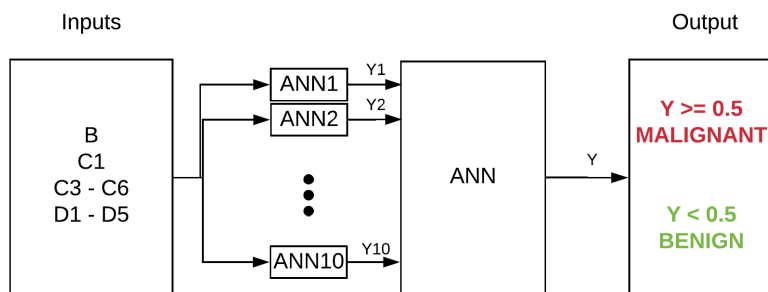 Inputs
Output
B
C1
C3 - C6
D1 - D5
ANN1
Y1
ANN2
Y2
ANN10
Y10
ANN
Y
Y >= 0.5
MALIGNANT
Y < 0.5
BENIGN